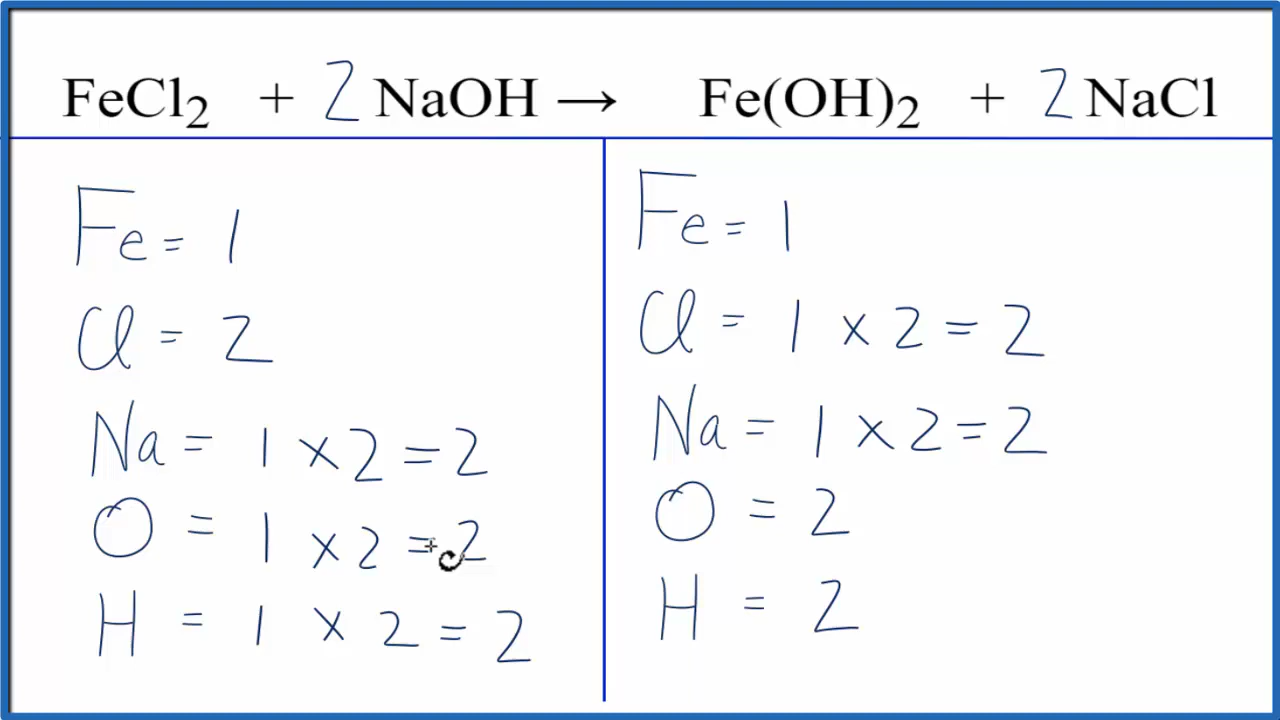 FeCl₂ + 2 NaOH → Fe(OH)₂ + 2 NaCl
Fe = 1
Cl = 2
Na = 1 x 2 = 2
O = 1 x 2 = 2
H = 1 x 2 = 2
Fe = 1
Cl = 1 x 2 = 2
Na = 1 x 2 = 2
O = 2
H = 2